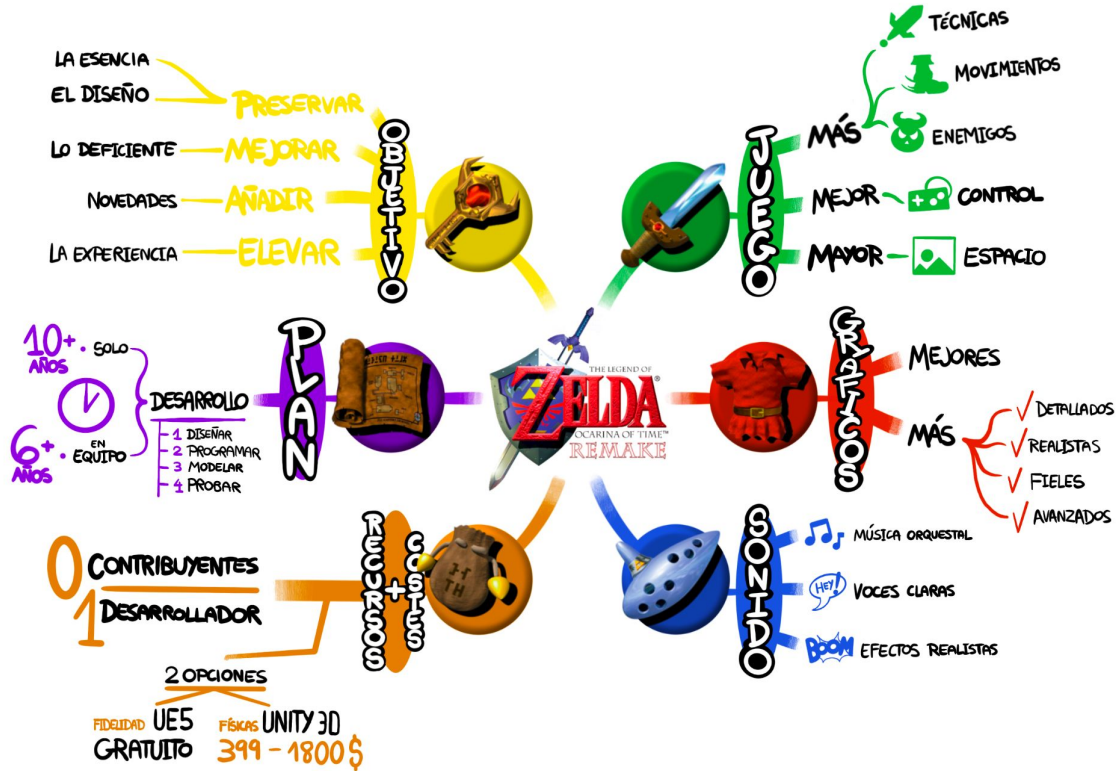 LA ESENCIA
EL DISEÑO
PRESERVAR
LO DEFICIENTE
MEJORAR
NOVEDADES
AÑADIR
LA EXPERIENCIA
ELEVAR
OBJETIVO
TÉCNICAS
MOVIMIENTOS
ENEMIGOS
MÁS
MEJOR
CONTROL
MAYOR
ESPACIO
JUEGO
10+
AÑOS
SOLO
6+
AÑOS
EN
EQUIPO
DESARROLLO
1 DISEÑAR
2 PROGRAMAR
3 MODELAR
4 PROBAR
PLAN
THE LEGEND OF
ZELDA®
OCARINA OF TIME™
REMAKE
GRÁFICOS
MEJORES
MÁS
DETALLADOS
REALISTAS
FIELES
AVANZADOS
0 CONTRIBUYENTES
1 DESARROLLADOR
RECURSOS
+
COSTES
2 OPCIONES
FIDELIDAD UE5
GRATUITO
FÍSICAS UNITY 3D
399 - 1800 $
SONIDO
MÚSICA ORQUESTAL
HEY!
VOCES CLARAS
BOOM
EFECTOS REALISTAS